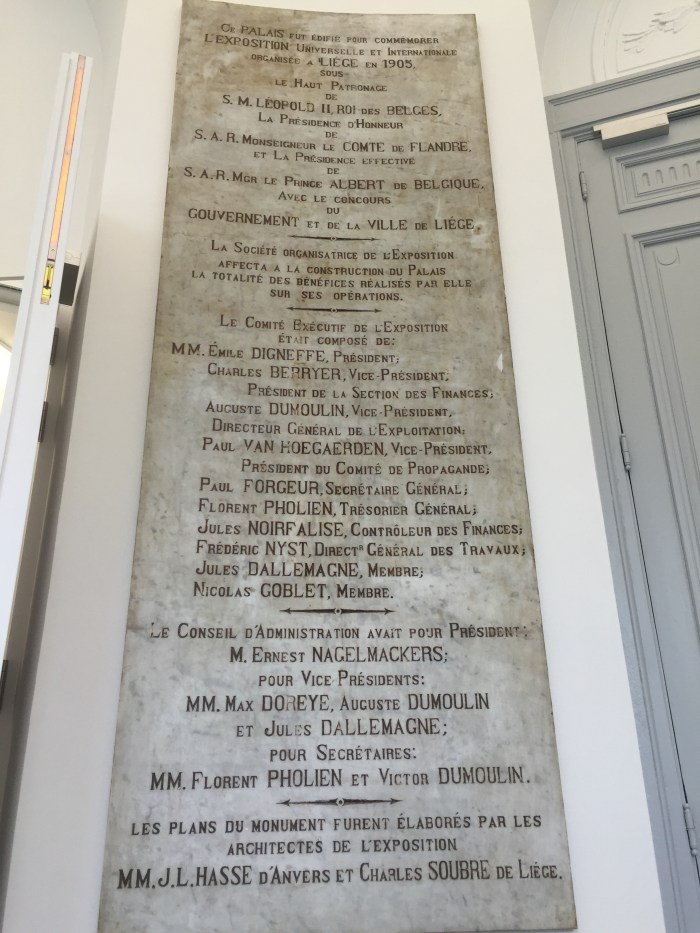 Ce PALAIS fut édifié pour commémorer
L'EXPOSITION Universelle et Internationale
organisée a LIÉGE en 1905,
sous
le Haut Patronage
de
S. M. LÉOPOLD II, ROI des BELGES,
La Présidence d'Honneur
de
S. A. R. Monseigneur le COMTE de FLANDRE,
et La Présidence effective
de
S. A. R. Mgr le Prince ALBERT de BELGIQUE,
Avec le concours
du
GOUVERNEMENT et de la VILLE de LIÉGE,
La Société organisatrice de l'Exposition
affecta a la construction du Palais
la totalité des bénéfices réalisés par elle
sur ses opérations.
Le Comité Exécutif de l'Exposition
était composé de:
MM. Émile DIGNEFFE, Président;
Charles BERRYER, Vice-Président,
Président de la Section des Finances;
Auguste DUMOULIN, Vice-Président,
Directeur Général de l'Exploitation;
Paul VAN HOEGAERDEN, Vice-Président,
Président du Comité de Propagande;
Paul FORGEUR, Secrétaire Général;
Florent PHOLIEN, Trésorier Général;
Jules NOIRFALISE, Contrôleur des Finances;
Frédéric NYST, Directr Général des Travaux;
Jules DALLEMAGNE, Membre;
Nicolas GOBLET, Membre.
Le Conseil d'Administration avait pour Président:
M. Ernest NAGELMACKERS;
pour Vice Présidents:
MM. Max DOREYE, Auguste DUMOULIN
et Jules DALLEMAGNE;
pour Secrétaires:
MM. Florent PHOLIEN et Victor DUMOULIN.
Les plans du monument furent élaborés par les
architectes de l'Exposition
MM. J. L. HASSE d'Anvers et Charles SOUBRE de Liége.